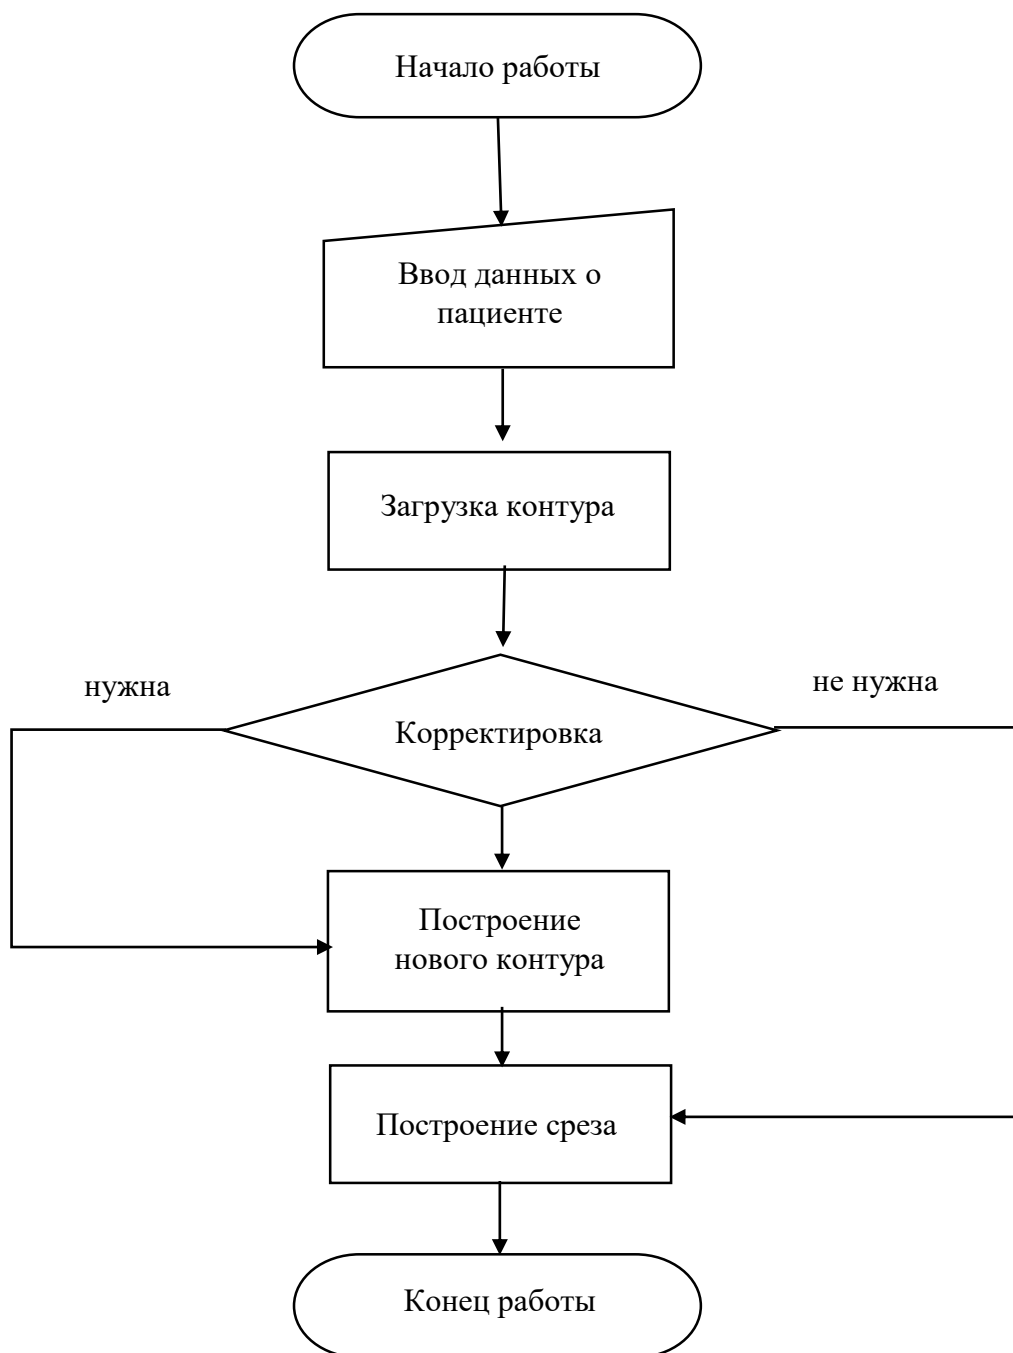 Начало работы
Ввод данных о
пациенте
Загрузка контура
нужна
не нужна
Корректировка
Построение
нового контура
Построение среза
Конец работы